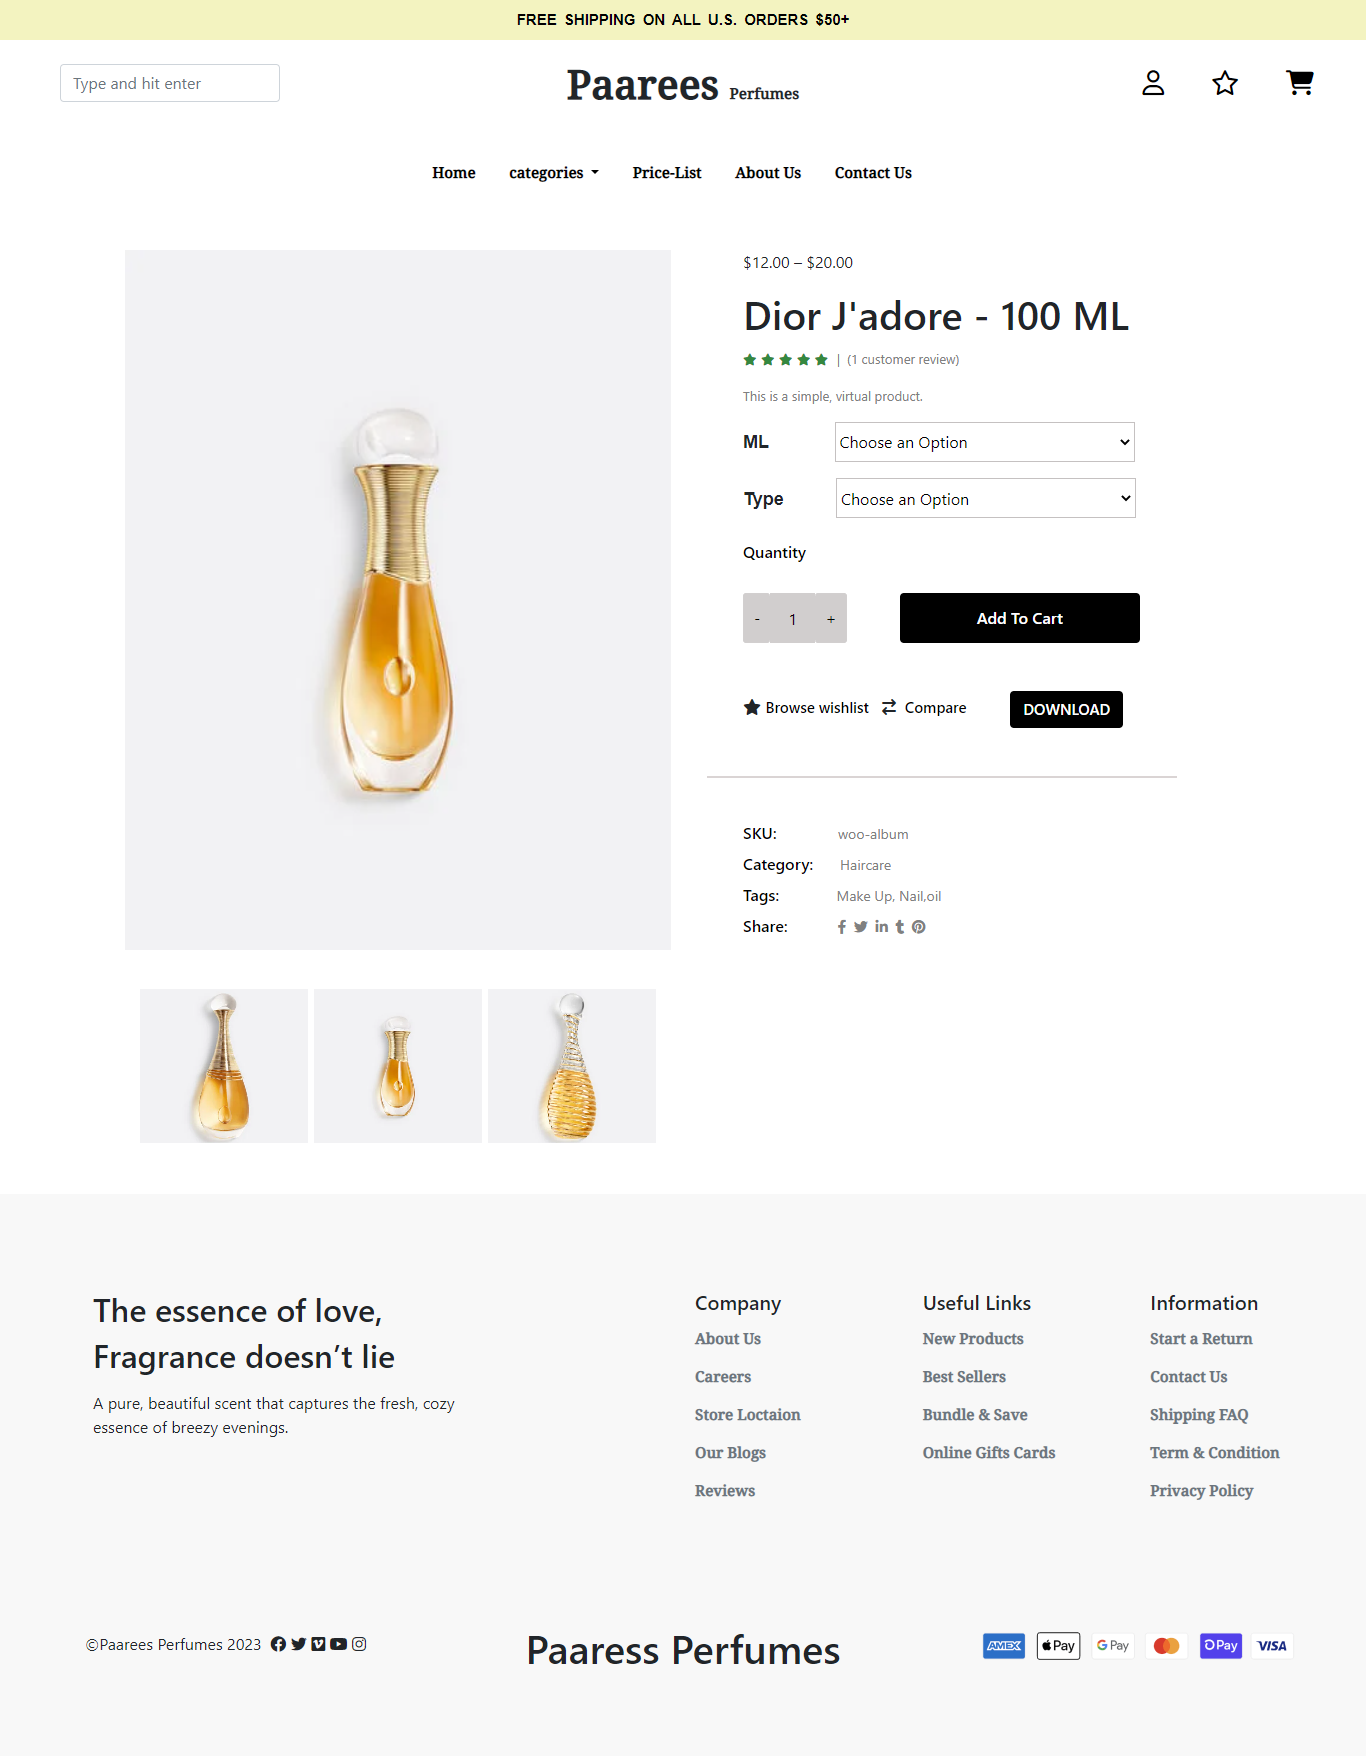 FREE SHIPPING ON ALL U.S. ORDERS $50+
Type and hit enter
Paarees Perfumes
Home categories Price-List About Us Contact Us
$12.00 – $20.00
Dior J'adore - 100 ML
| (1 customer review)
This is a simple, virtual product.
ML Choose an Option
Type Choose an Option
Quantity
- 1 + Add To Cart
Browse wishlist Compare DOWNLOAD
SKU: woo-album
Category: Haircare
Tags: Make Up, Nail,oil
Share:
The essence of love,
Fragrance doesn’t lie
A pure, beautiful scent that captures the fresh, cozy
essence of breezy evenings.
Company
About Us
Careers
Store Loctaion
Our Blogs
Reviews
Useful Links
New Products
Best Sellers
Bundle & Save
Online Gifts Cards
Information
Start a Return
Contact Us
Shipping FAQ
Term & Condition
Privacy Policy
©Paarees Perfumes 2023
Paaress Perfumes
AMEX Pay G Pay Pay VISA